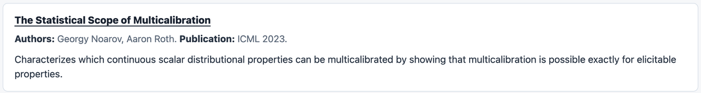 The Statistical Scope of Multicalibration
Authors: Georgy Noarov, Aaron Roth. Publication: ICML 2023.
Characterizes which continuous scalar distributional properties can be multicalibrated by showing that multicalibration is possible exactly for elicitable
properties.